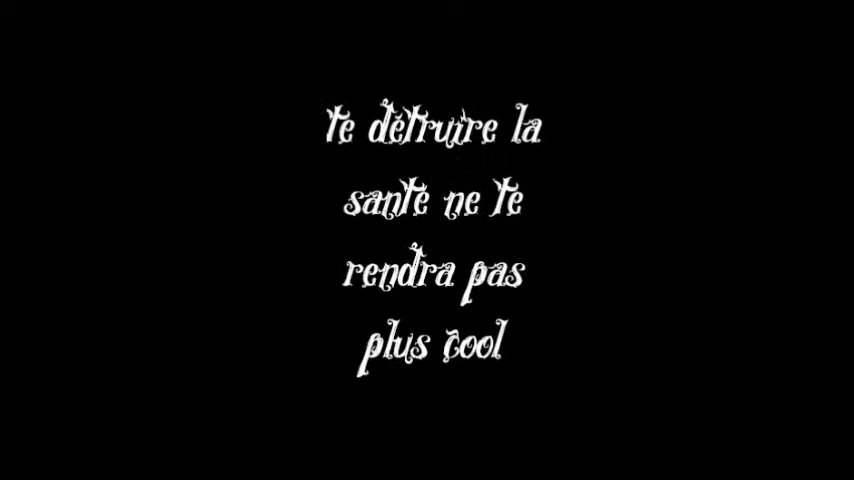 te détruire la
santé ne te
rendra pas
plus cool